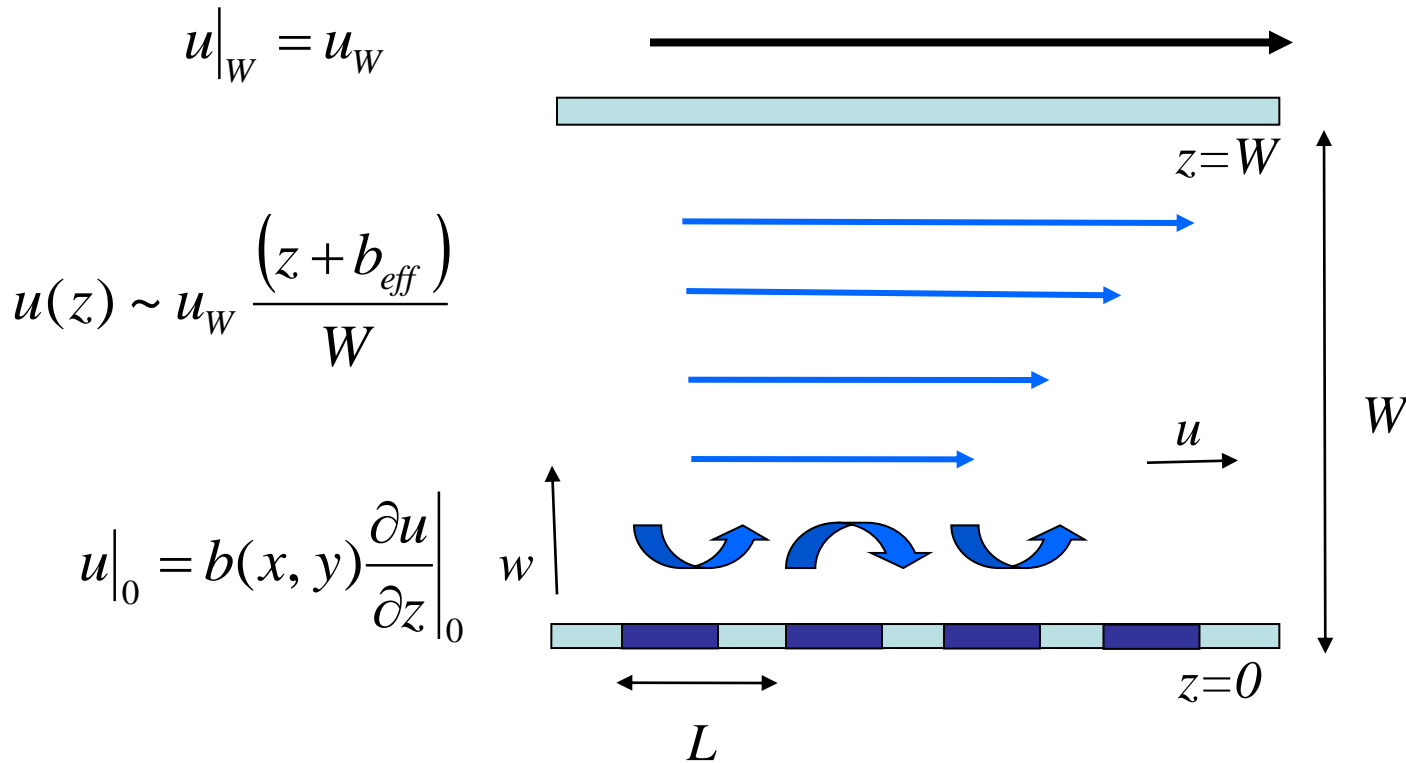 u|_W = u_W
z=W
u(z) ~ u_W (z + b_eff) / W
W
u
u|_0 = b(x, y) ∂u/∂z|_0
w
z=0
L